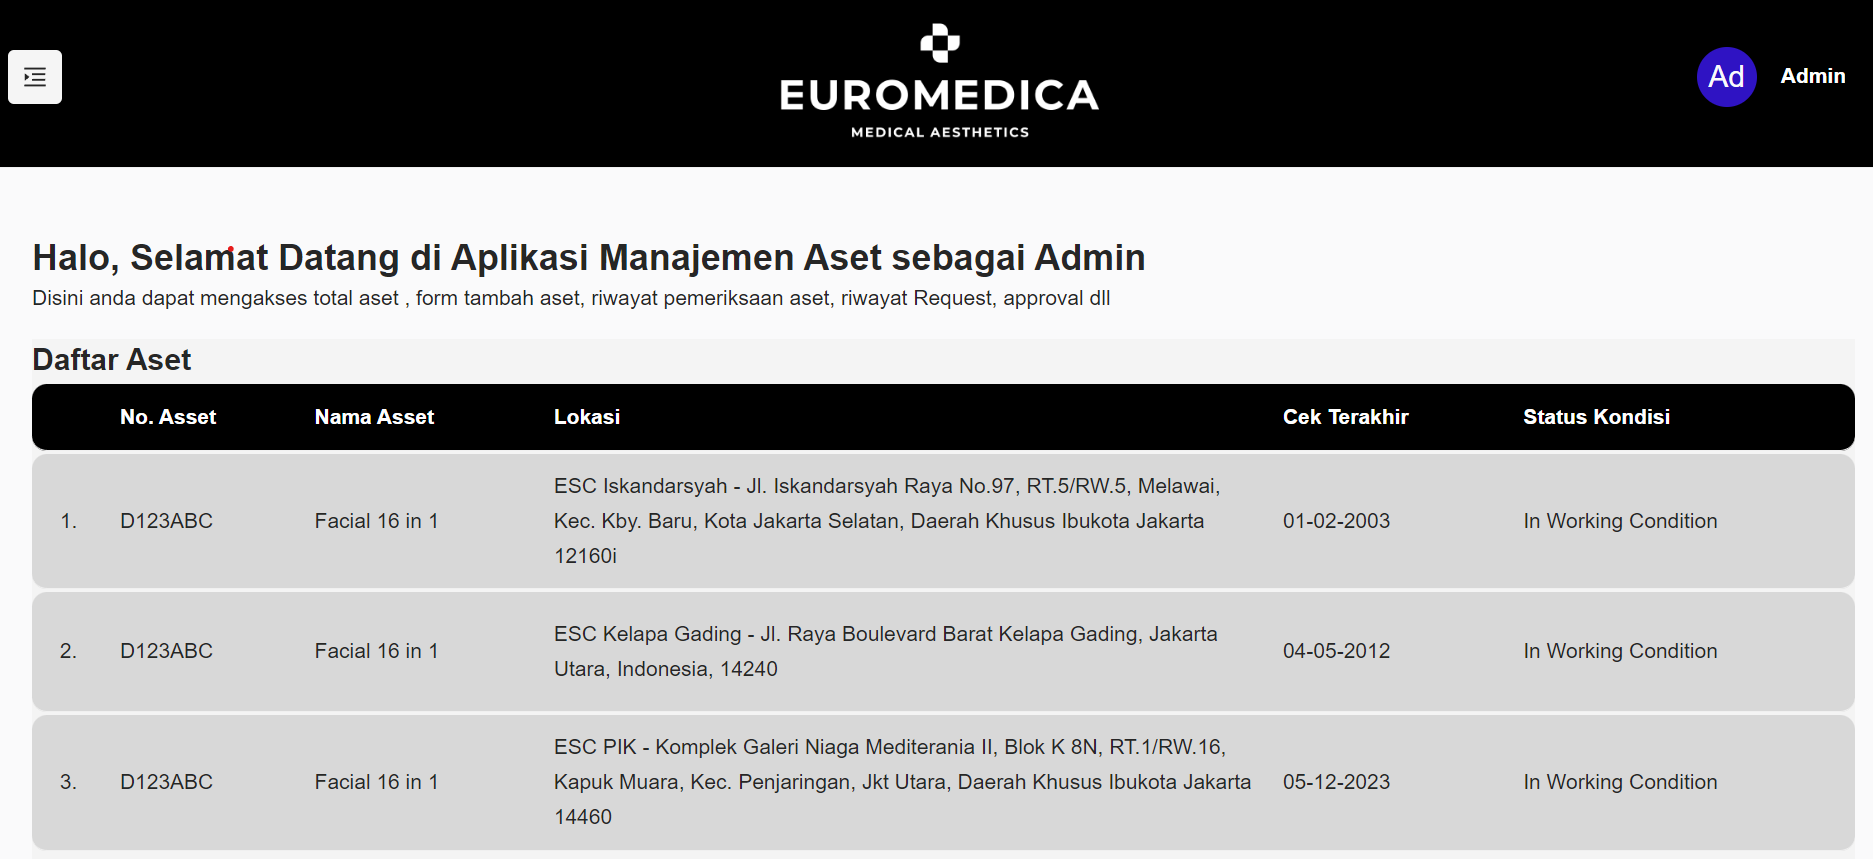 EUROMEDICA
MEDICAL AESTHETICS
Ad
Admin
Halo, Selamat Datang di Aplikasi Manajemen Aset sebagai Admin
Disini anda dapat mengakses total aset , form tambah aset, riwayat pemeriksaan aset, riwayat Request, approval dll
Daftar Aset
No. Asset Nama Asset Lokasi Cek Terakhir Status Kondisi
ESC Iskandarsyah - Jl. Iskandarsyah Raya No.97, RT.5/RW.5, Melawai,
1. D123ABC Facial 16 in 1 Kec. Kby. Baru, Kota Jakarta Selatan, Daerah Khusus Ibukota Jakarta 01-02-2003 In Working Condition
12160i
ESC Kelapa Gading - Jl. Raya Boulevard Barat Kelapa Gading, Jakarta
2. D123ABC Facial 16 in 1 04-05-2012 In Working Condition
Utara, Indonesia, 14240
ESC PIK - Komplek Galeri Niaga Mediterania II, Blok K 8N, RT.1/RW.16,
3. D123ABC Facial 16 in 1 Kapuk Muara, Kec. Penjaringan, Jkt Utara, Daerah Khusus Ibukota Jakarta 05-12-2023 In Working Condition
14460